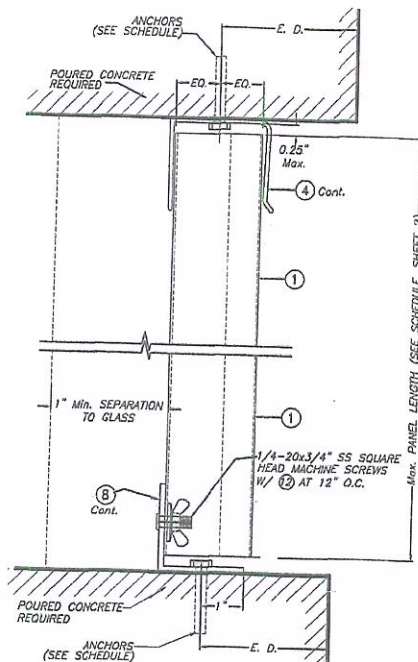 ANCHORS
(SEE SCHEDULE)
E. D.
POURED CONCRETE
REQUIRED
EQ. EQ.
0.25"
Max.
4 Cont.
1
Max. PANEL LENGTH (SEE SCHEDULE, SHEET 2)
1" Min. SEPARATION
TO GLASS
1
1/4-20x3/4" SS SQUARE
HEAD MACHINE SCREWS
W/ 12 AT 12" O.C.
8
Cont.
POURED CONCRETE
REQUIRED
1"
ANCHORS
(SEE SCHEDULE)
E. D.